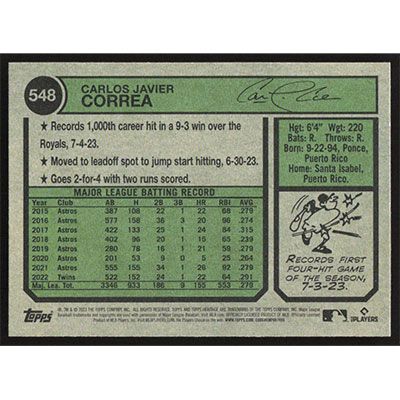 548
CARLOS JAVIER
CORREA
★ Records 1,000th career hit in a 9-3 win over the
Royals, 7-4-23.
★ Moved to leadoff spot to jump start hitting, 6-30-23.
★ Goes 2-for-4 with two runs scored.
Hgt: 6'4" Wgt: 220
Bats: R. Throws: R.
Born: 9-22-94, Ponce,
Puerto Rico
Home: Santa Isabel,
Puerto Rico.
MAJOR LEAGUE BATTING RECORD
Year Club AB H 2B 3B HR RBI AVG
2015 Astros 387 108 22 1 22 68 .279
2016 Astros 577 158 36 3 20 96 .274
2017 Astros 422 133 25 1 24 84 .315
2018 Astros 402 96 20 1 15 65 .239
2019 Astros 280 78 16 1 21 59 .279
2020 Astros 201 53 9 0 5 25 .264
2021 Astros 555 155 34 1 26 92 .279
2022 Twins 522 152 24 1 22 64 .291
Maj. Lea. Tot. 3346 933 186 9 155 553 .279
RECORDS FIRST
FOUR-HIT GAME
OF THE SEASON,
7-3-23.
Topps
MLB
PLAYERS